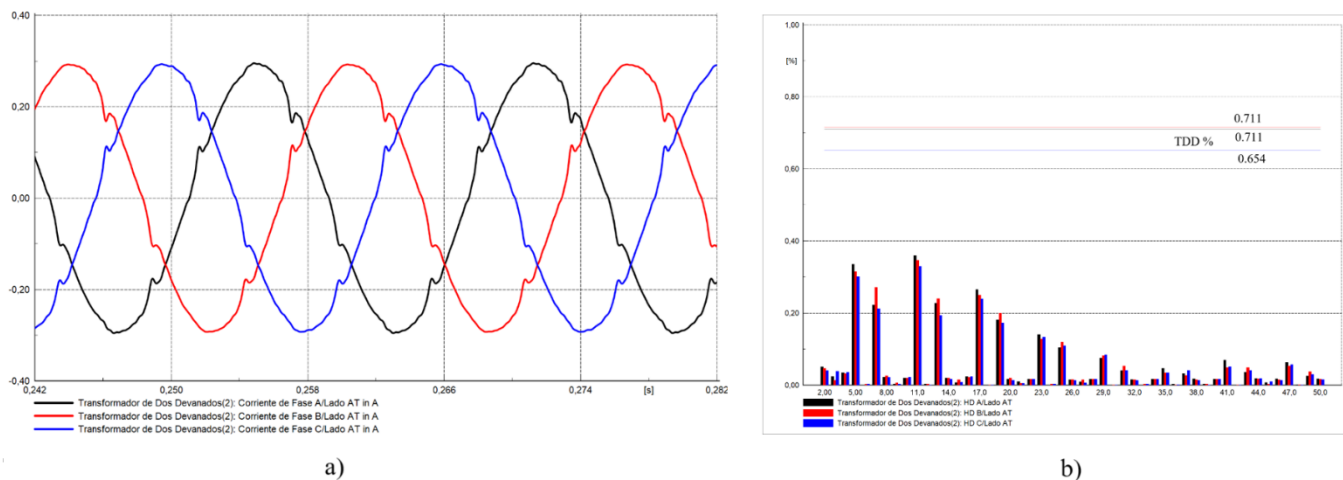 0,40
0,20
0,00
-0,20
-0,40
0,242
0,250
0,258
0,266
0,274
[s]
0,282
Transformador de Dos Devanados(2): Corriente de Fase A/Lado AT in A
Transformador de Dos Devanados(2): Corriente de Fase B/Lado AT in A
Transformador de Dos Devanados(2): Corriente de Fase C/Lado AT in A
a)
1,00
[%]
0,80
0,60
0,40
0,20
0,00
0.711
TDD % 0.711
0.654
2,00 5,00 8,00 11,0 14,0 17,0 20,0 23,0 26,0 29,0 32,0 35,0 38,0 41,0 44,0 47,0 50,0
Transformador de Dos Devanados(2): HD A/Lado AT
Transformador de Dos Devanados(2): HD B/Lado AT
Transformador de Dos Devanados(2): HD C/Lado AT
b)